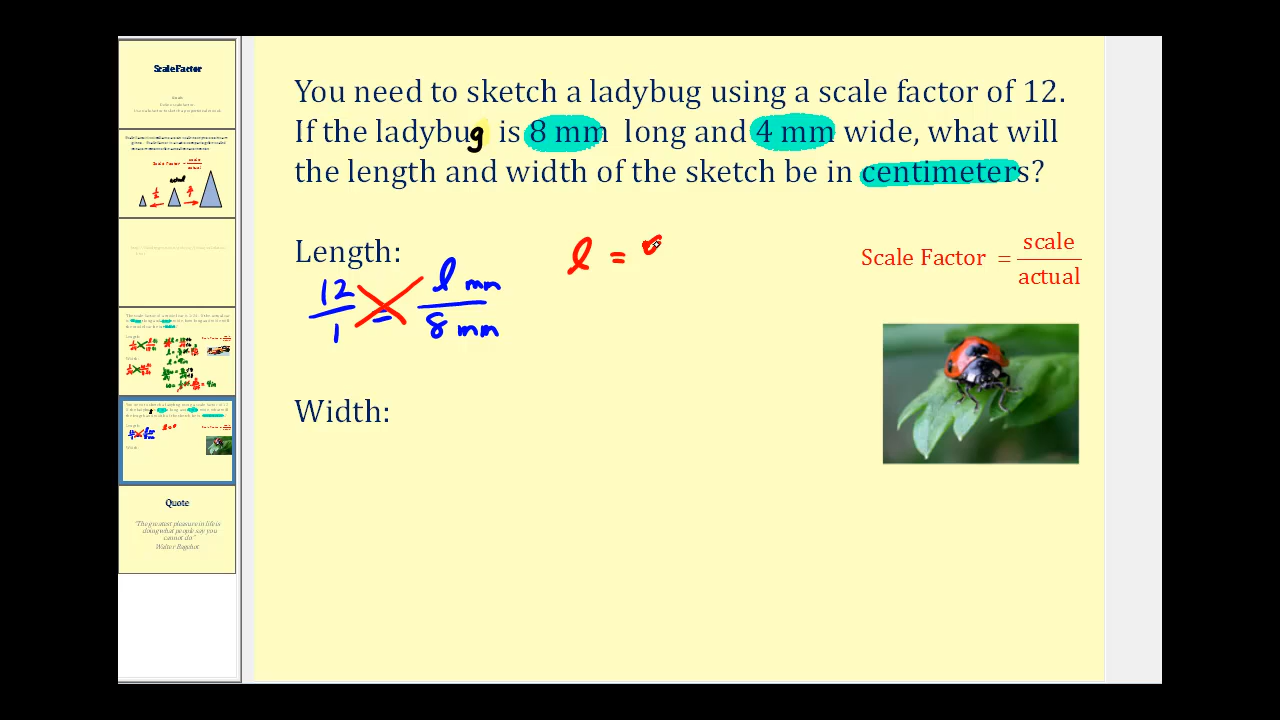 Scale Factor
You need to sketch a ladybug using a scale factor of 12.
If the ladybug is 8 mm long and 4 mm wide, what will
the length and width of the sketch be in centimeters?
Length:
12/1 = l mm/8 mm
l =
Scale Factor = scale/actual
Width:
Quote
"The greatest pleasure in life is
doing what people say you
cannot do"
Walter Bagehot